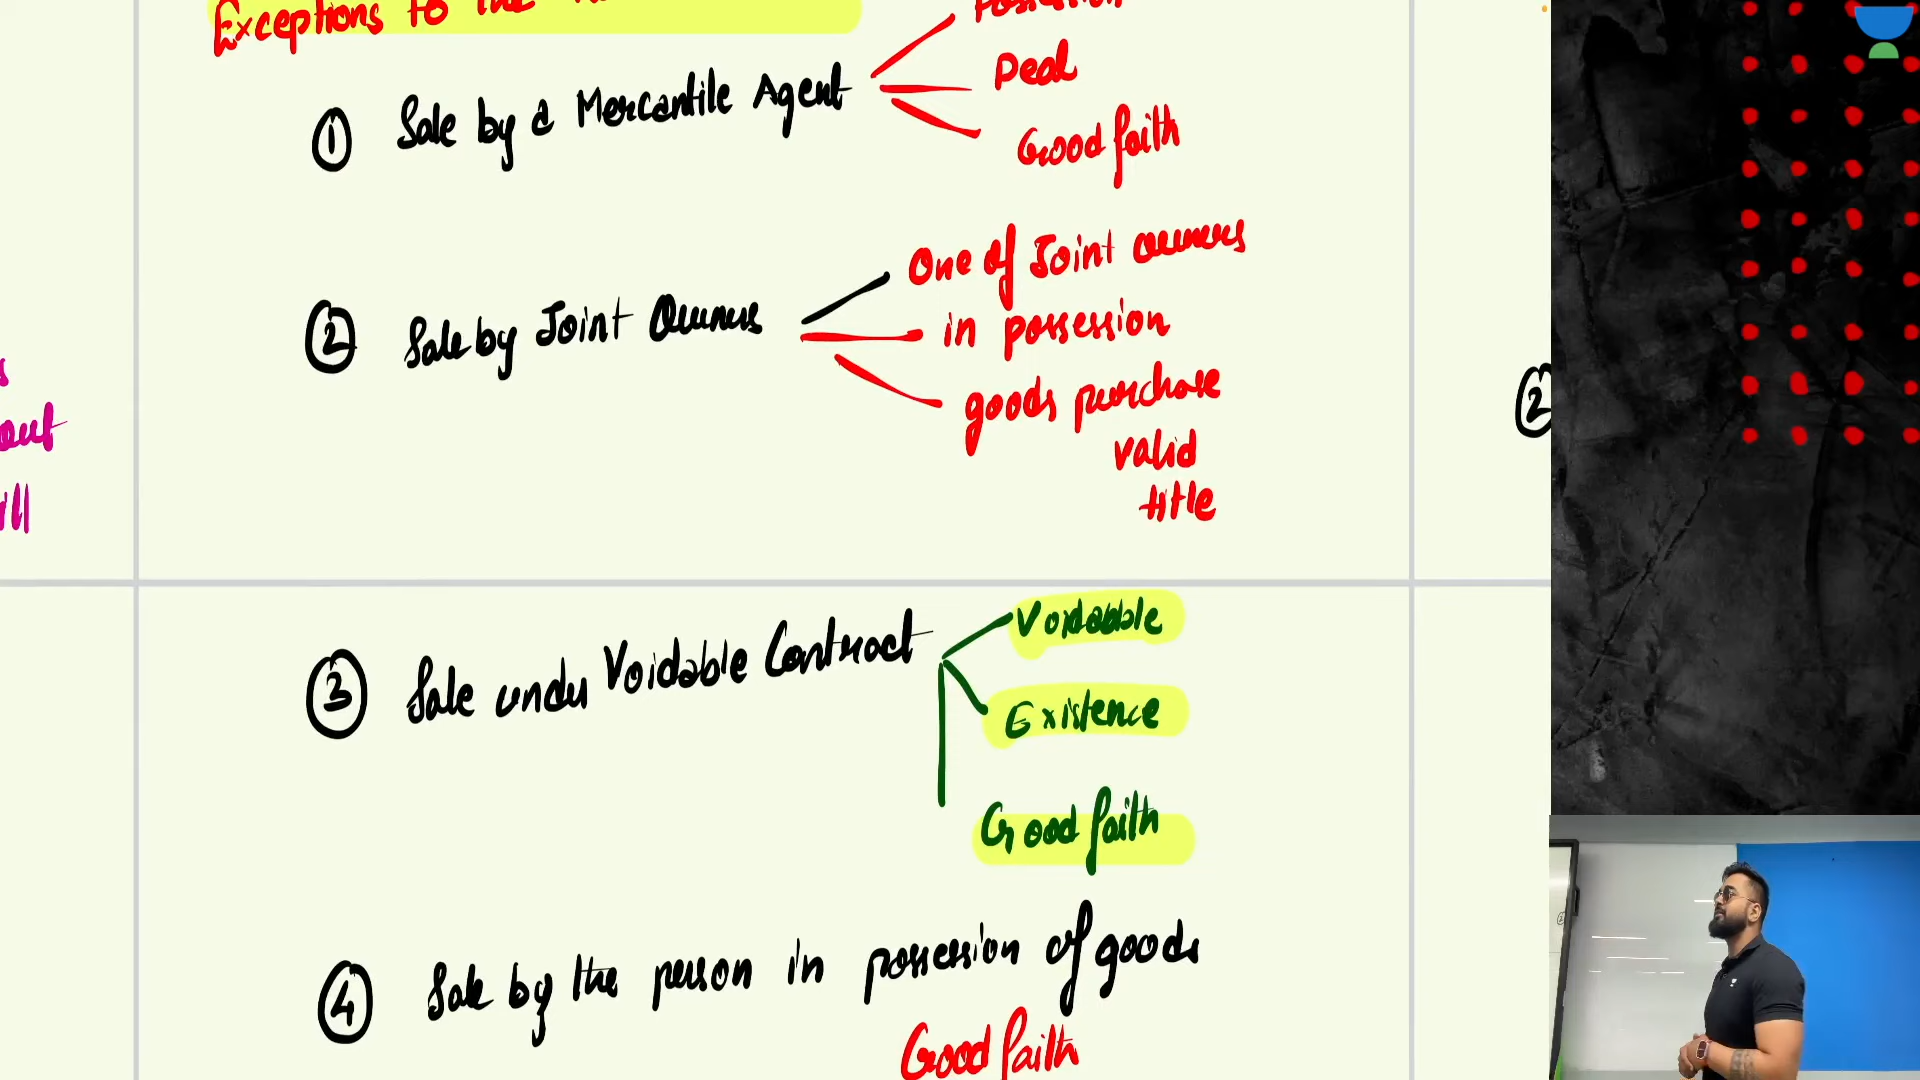 Exceptions to the
① Sale by a Mercantile Agent
Deal
Good faith
② Sale by Joint Owners
One of Joint owners
in possession
goods purchase
valid
title
③ Sale under Voidable Contract
Voidable
Existence
Good faith
④ Sale by the person in possession of goods
Good faith
②